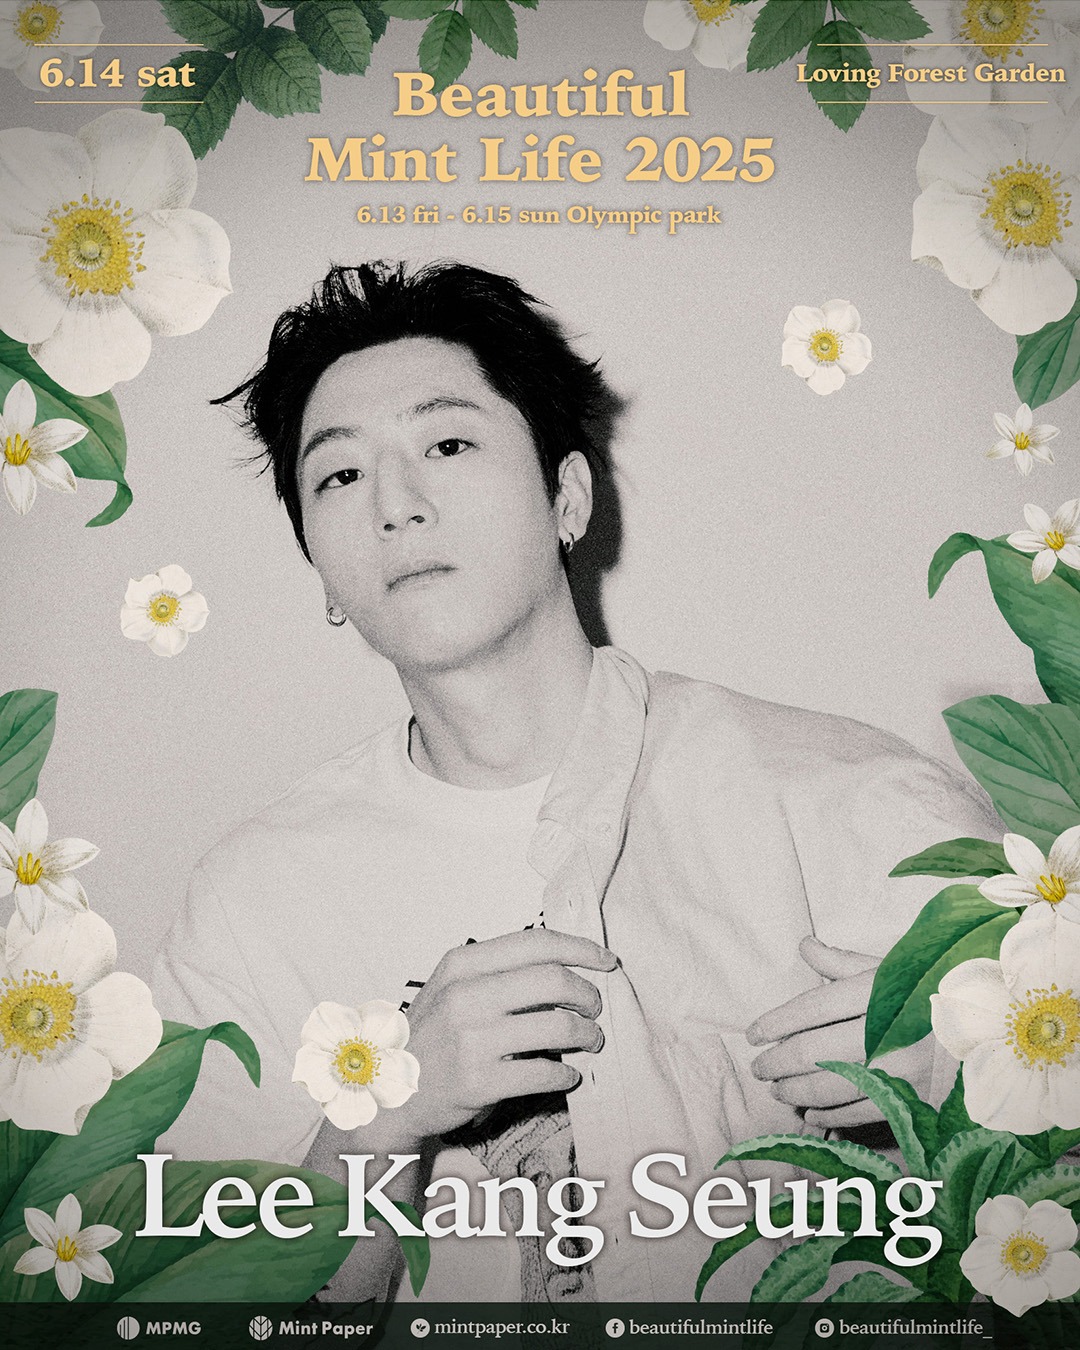 6.14 sat
Beautiful
Mint Life 2025
6.13 fri - 6.15 sun Olympic park
Loving Forest Garden
Lee Kang Seung
MPMG
Mint Paper
mintpaper.co.kr
beautifulmintlife
beautifulmintlife_